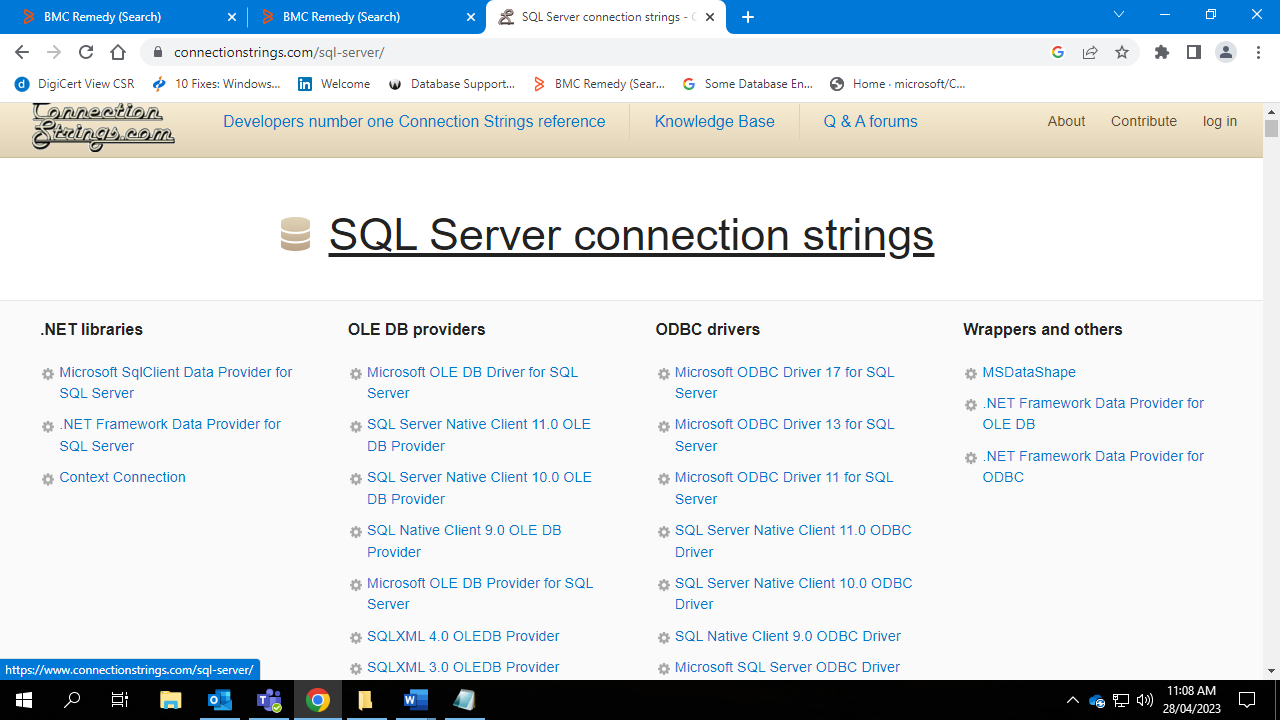 BMC Remedy (Search)
BMC Remedy (Search)
SQL Server connection strings - C
connectionstrings.com/sql-server/
DigiCert View CSR
10 Fixes: Windows...
Welcome
Database Support...
BMC Remedy (Sear...
Some Database En...
Home · microsoft/C...
Connection
Strings.com
Developers number one Connection Strings reference
Knowledge Base
Q & A forums
About
Contribute
log in
SQL Server connection strings
.NET libraries
Microsoft SqlClient Data Provider for
SQL Server
.NET Framework Data Provider for
SQL Server
Context Connection
OLE DB providers
Microsoft OLE DB Driver for SQL
Server
SQL Server Native Client 11.0 OLE
DB Provider
SQL Server Native Client 10.0 OLE
DB Provider
SQL Native Client 9.0 OLE DB
Provider
Microsoft OLE DB Provider for SQL
Server
SQLXML 4.0 OLEDB Provider
SQLXML 3.0 OLEDB Provider
ODBC drivers
Microsoft ODBC Driver 17 for SQL
Server
Microsoft ODBC Driver 13 for SQL
Server
Microsoft ODBC Driver 11 for SQL
Server
SQL Server Native Client 11.0 ODBC
Driver
SQL Server Native Client 10.0 ODBC
Driver
SQL Native Client 9.0 ODBC Driver
Microsoft SQL Server ODBC Driver
Wrappers and others
MSDataShape
.NET Framework Data Provider for
OLE DB
.NET Framework Data Provider for
ODBC
https://www.connectionstrings.com/sql-server/
11:08 AM
28/04/2023